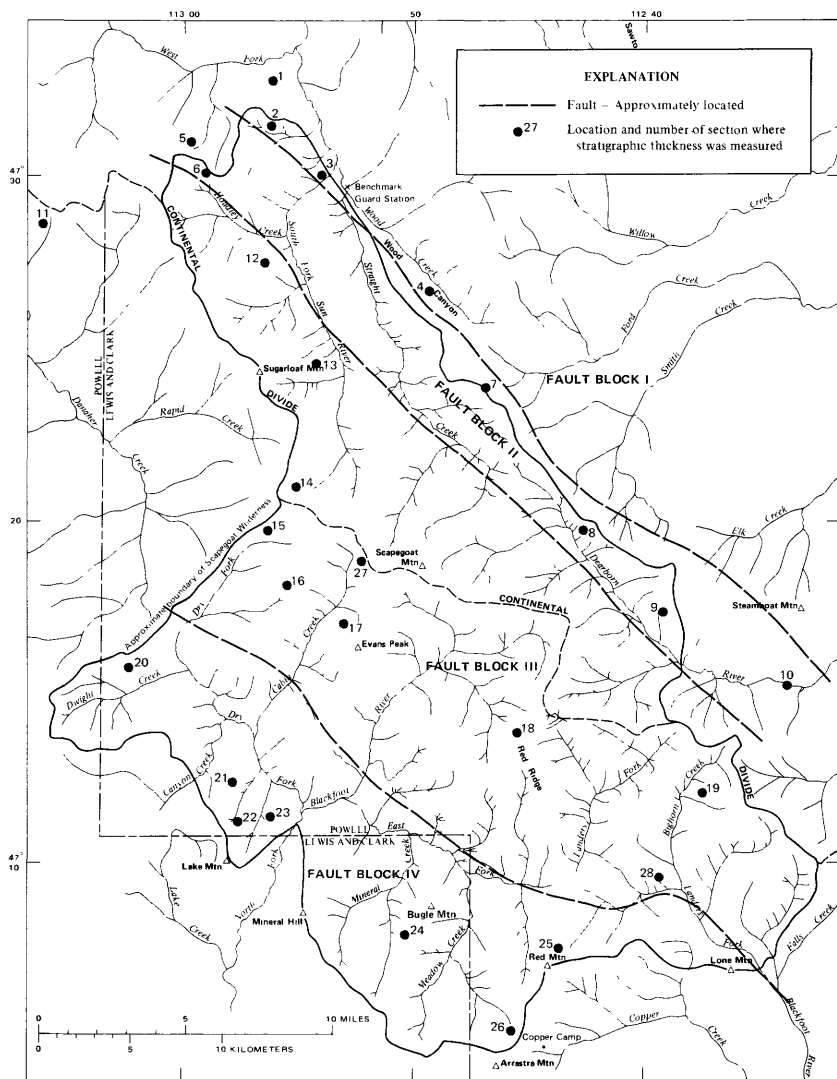 113 00
50
112 40
EXPLANATION
Fault – Approximately located
27 Location and number of section where
stratigraphic thickness was measured
West Fork
1
2
5
6
3
47°
30
Benchmark
Guard Station
11
CONTINENTAL
Hoadley
Creek
South
Fork
Sun
River
12
Straight
Creek
Wood
Creek
Wood
Canyon
4
Willow
Creek
Ford
Creek
Smith
Creek
POWELL
LEWIS AND CLARK
13
Sugarloaf Mtn
DIVIDE
7
FAULT BLOCK I
FAULT BLOCK II
Danaher
Creek
Rapid
Creek
14
20
15
Approximate boundary of Scapegoat Wilderness
Dry Fork
16
27
Scapegoat
Mtn
8
Dearborn
River
Elk
Creek
CONTINENTAL
Steamboat Mtn
9
17
Evans Peak
10
20
Dwight
Creek
Cabin
Creek
FAULT BLOCK III
River
18
Red Ridge
Dry
Fork
21
Canyon Creek
22
23
Blackfoot
Landers
Fork
Bighorn
Creek
19
DIVIDE
POWELL
LEWIS AND CLARK
East
Fork
47°
10
Lake Mtn
Lake
Creek
North
Fork
Mineral Hill
FAULT BLOCK IV
Mineral
Creek
Bugle Mtn
24
Meadow
Creek
28
Landers
Fork
Falls
Creek
25
Red Mtn
Lone Mtn
Blackfoot
River
26
Copper Camp
Copper
Creek
Arrastra Mtn
0 5 10 MILES
0 5 10 KILOMETERS